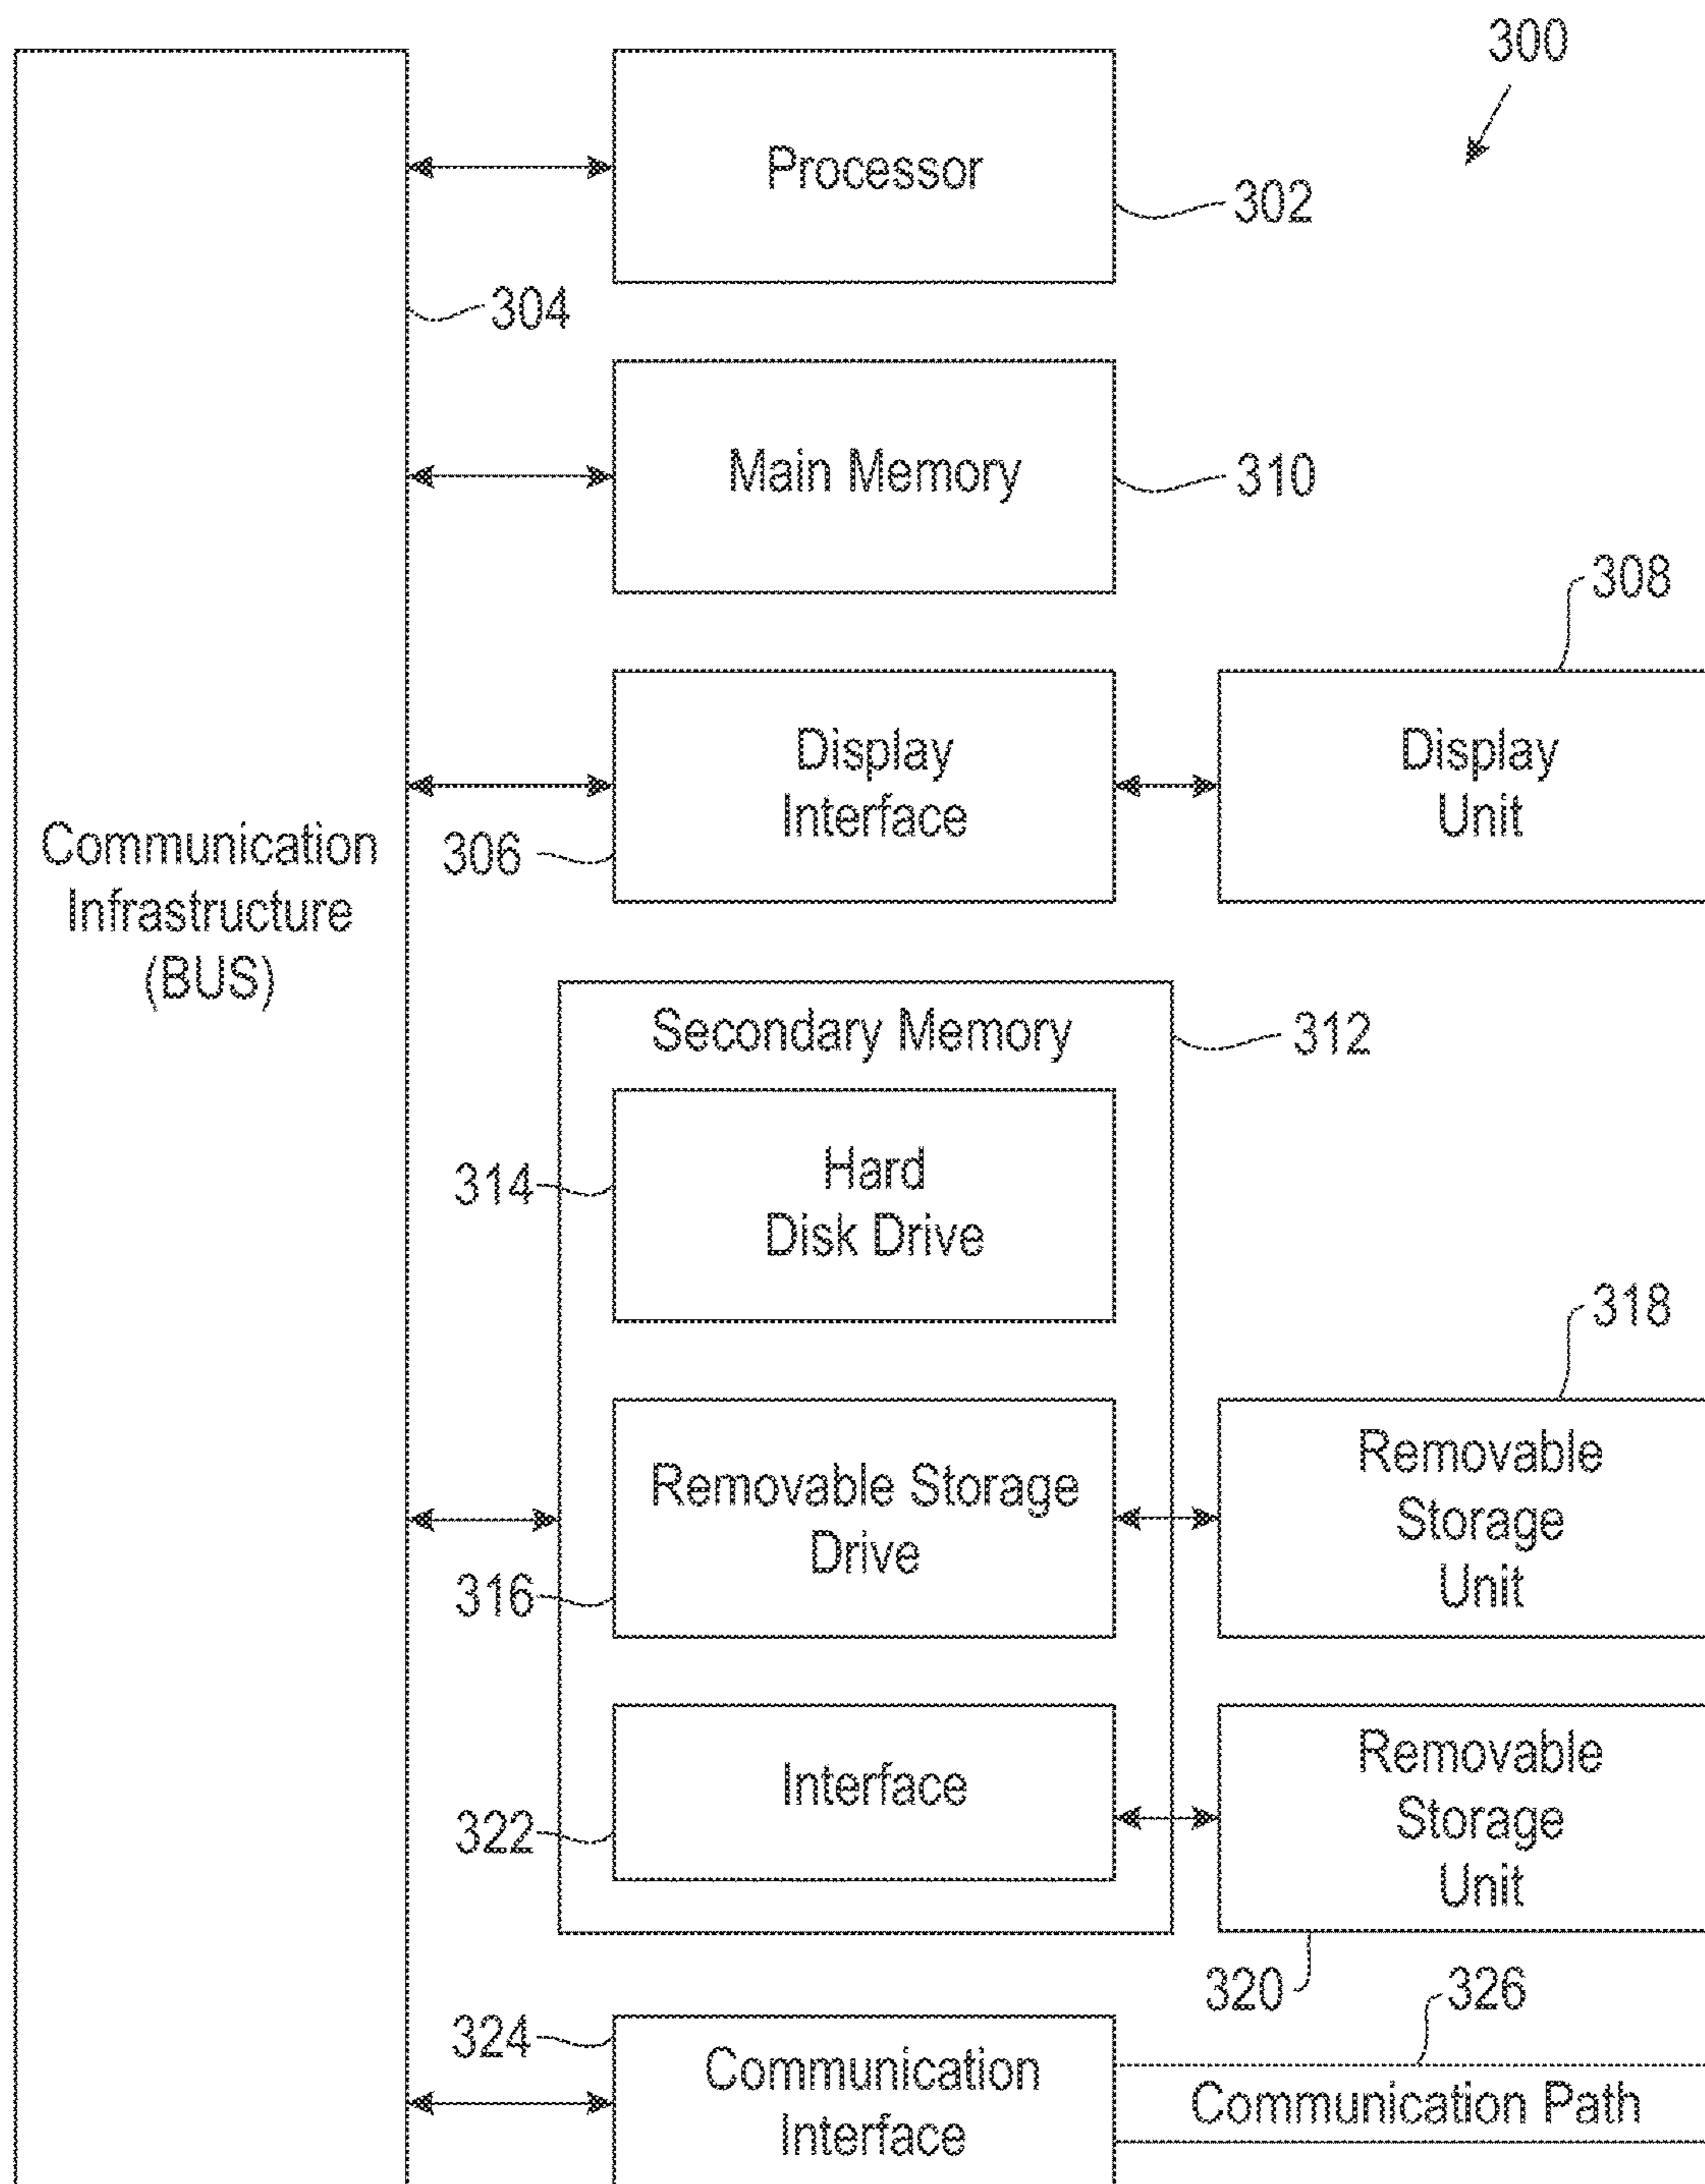 300
Processor
302
304
Main Memory
310
308
Display
Interface
306
Display
Unit
Communication
Infrastructure
(BUS)
Secondary Memory
312
Hard
Disk Drive
314
318
Removable Storage
Drive
316
Removable
Storage
Unit
Interface
322
Removable
Storage
Unit
320
326
324
Communication
Interface
Communication Path